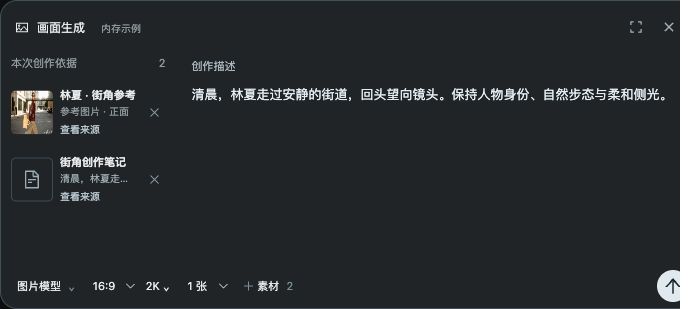 画面生成 内存示例
本次创作依据 2
林夏 · 街角参考
参考图片 · 正面
查看来源
街角创作笔记
清晨，林夏走...
查看来源
创作描述
清晨，林夏走过安静的街道，回头望向镜头。保持人物身份、自然步态与柔和侧光。
图片模型 16:9 2K 1 张 + 素材 2